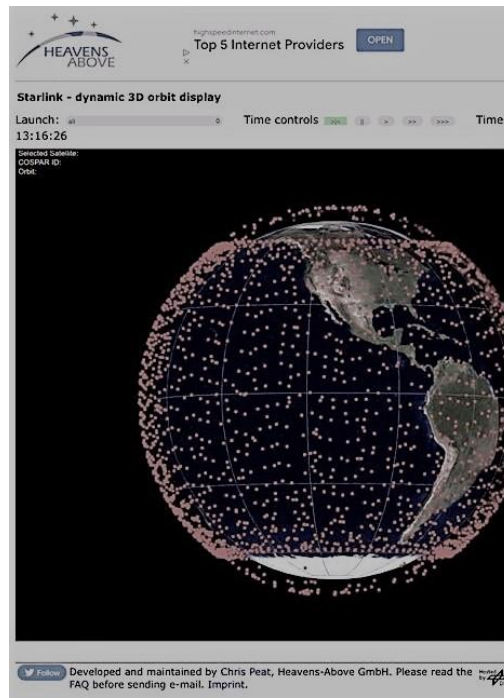 HEAVENS
ABOVE
highspeedinternet.com
Top 5 Internet Providers
OPEN
Starlink - dynamic 3D orbit display
Launch: all
Time controls >>> || > >> >>> Time
13:16:26
Selected Satellite:
COSPAR ID:
Orbit:
Follow
Developed and maintained by Chris Peat, Heavens-Above GmbH. Please read the
FAQ before sending e-mail. Imprint.
Hosted
by